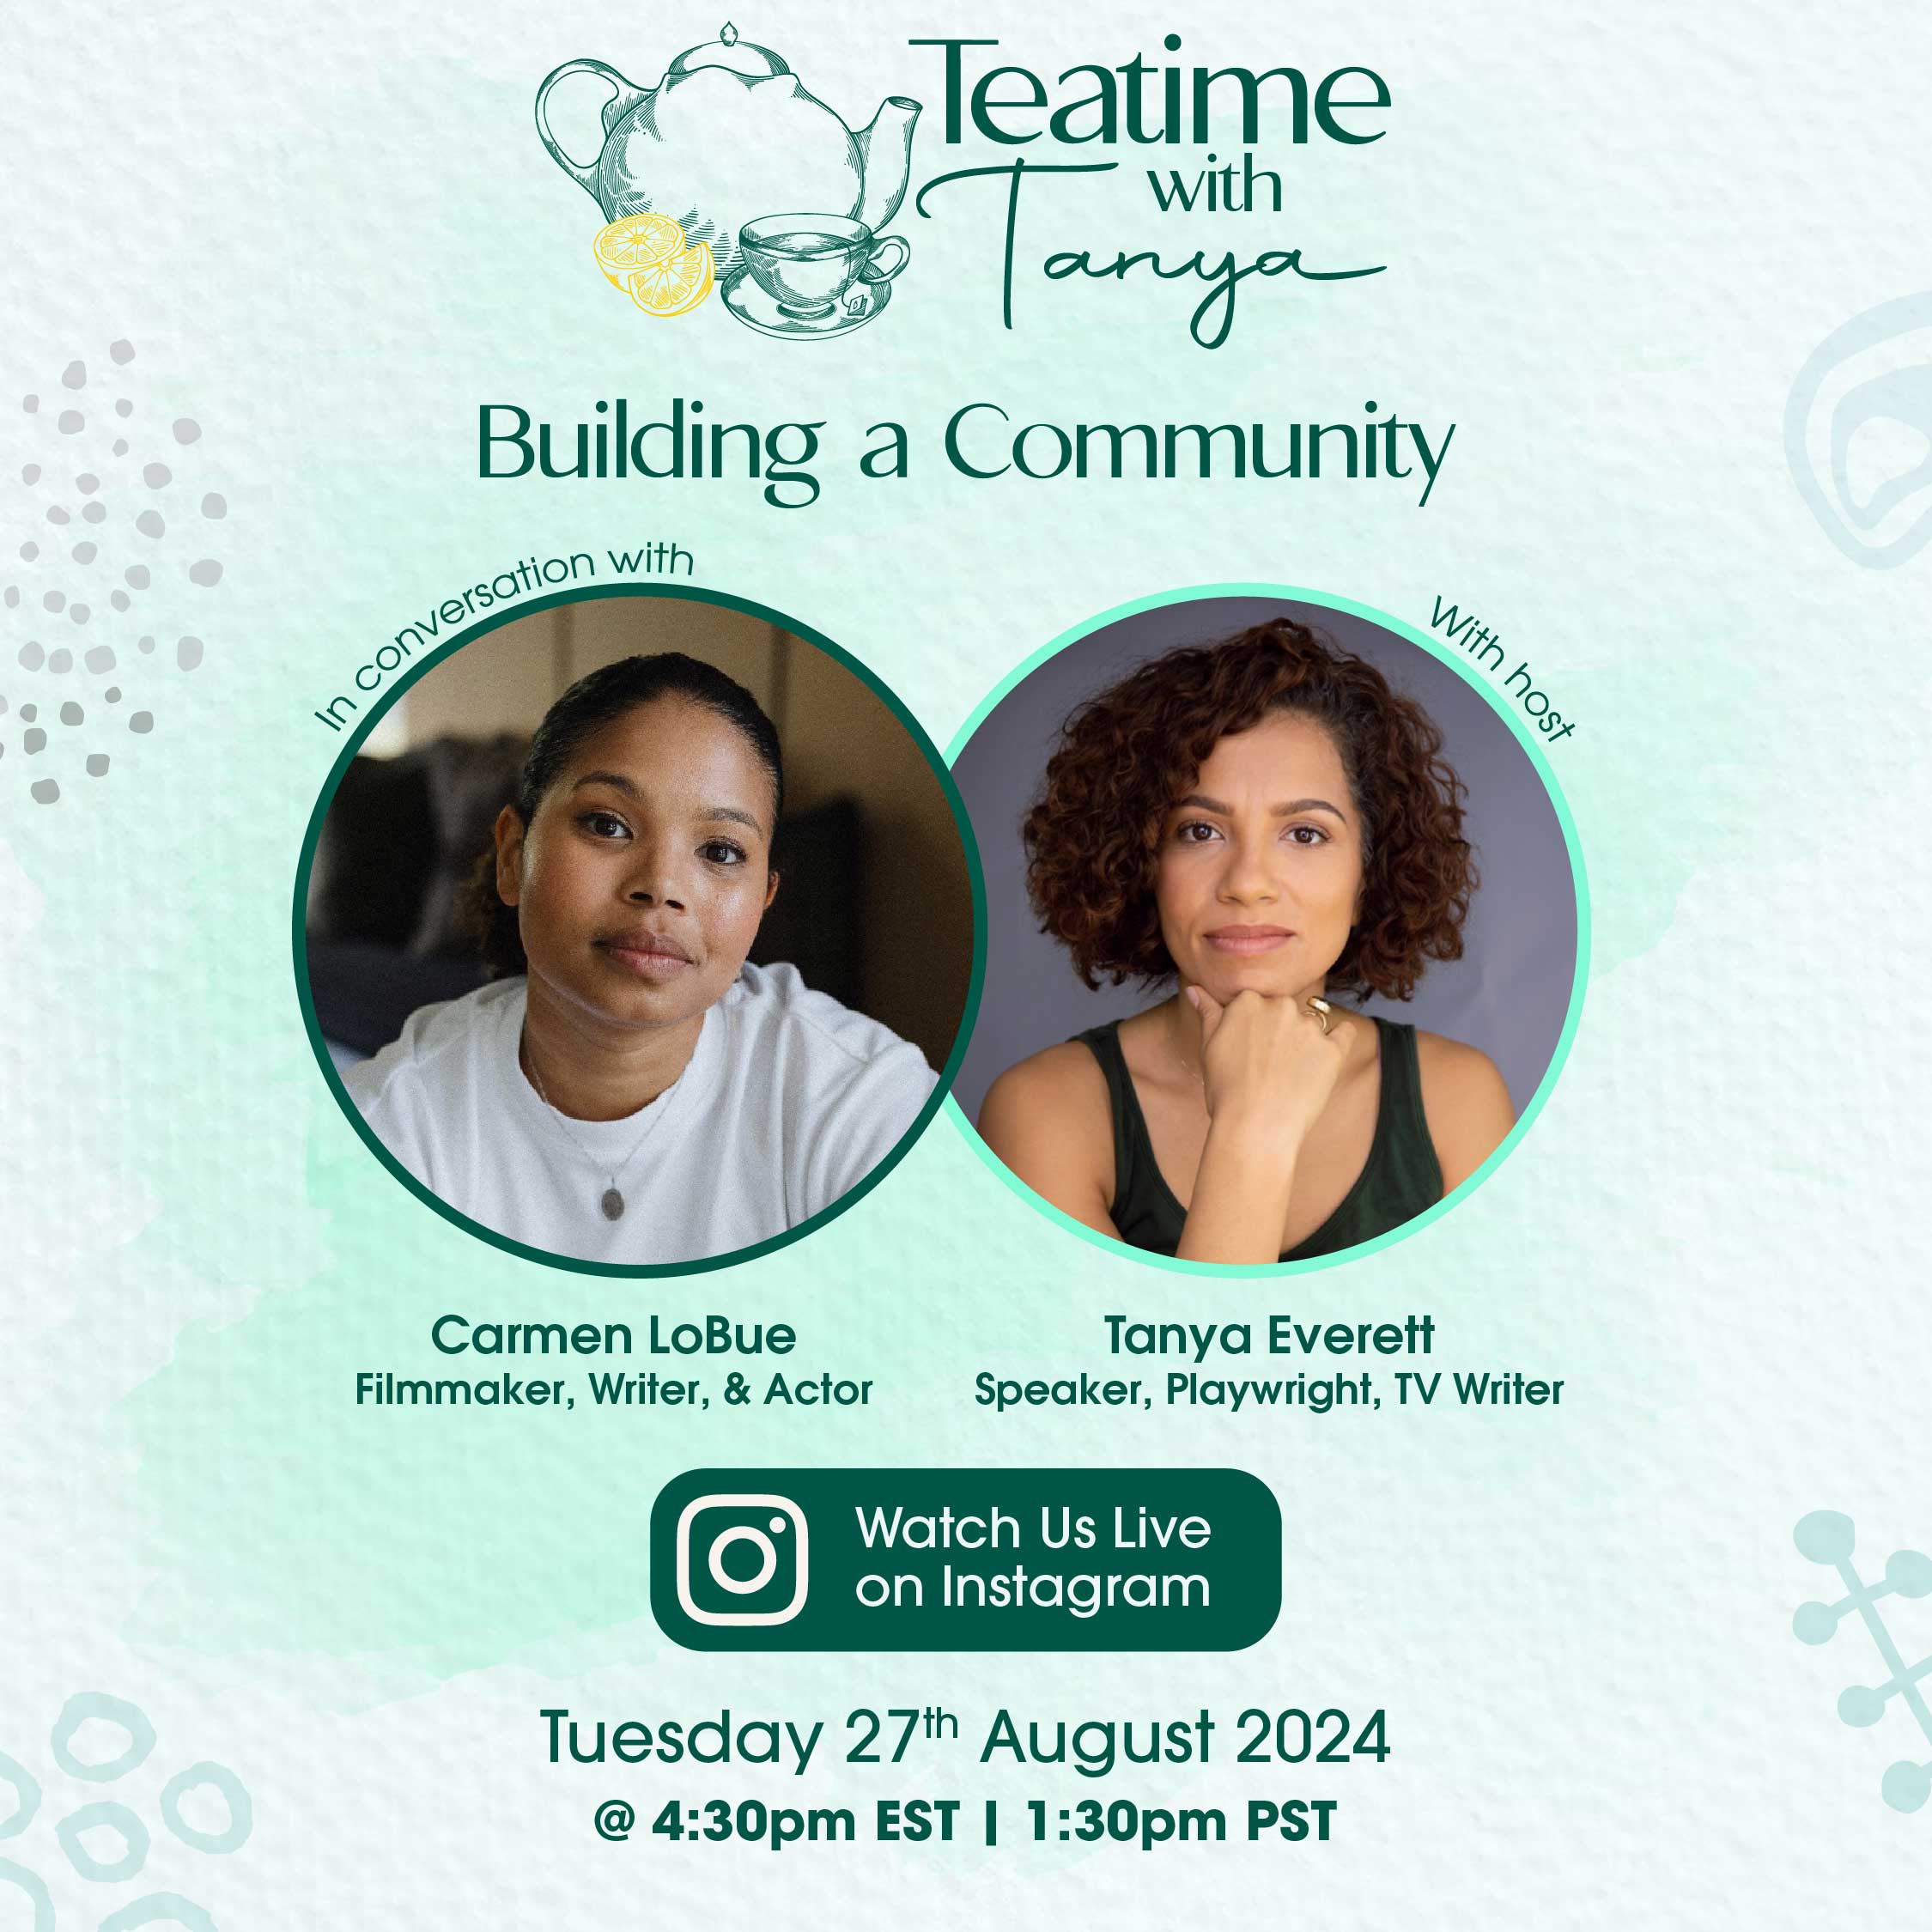 Teatime
with
Tanya
Building a Community
In conversation with
With host
Carmen LoBue
Filmmaker, Writer, & Actor
Tanya Everett
Speaker, Playwright, TV Writer
Watch Us Live
on Instagram
Tuesday 27th August 2024
@ 4:30pm EST | 1:30pm PST